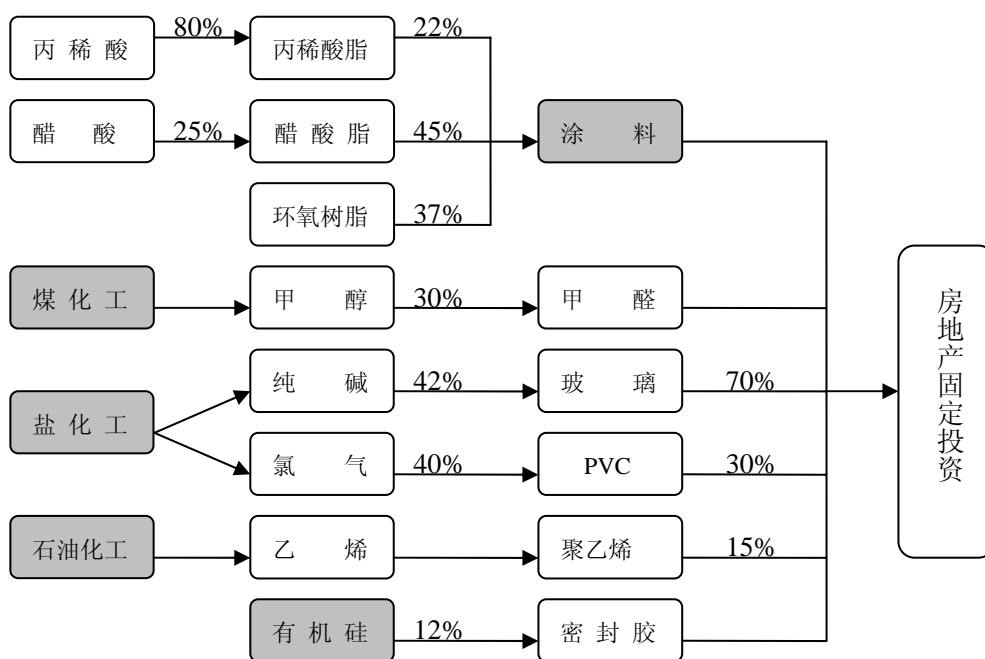 丙稀酸 80% 丙稀酸脂 22%
醋酸 25% 醋酸脂 45% 涂料
环氧树脂 37%
煤化工 甲醇 30% 甲醛
盐化工
纯碱 42% 玻璃 70%
氯气 40% PVC 30%
石油化工 乙烯 聚乙烯 15%
有机硅 12% 密封胶
房地产固定投资